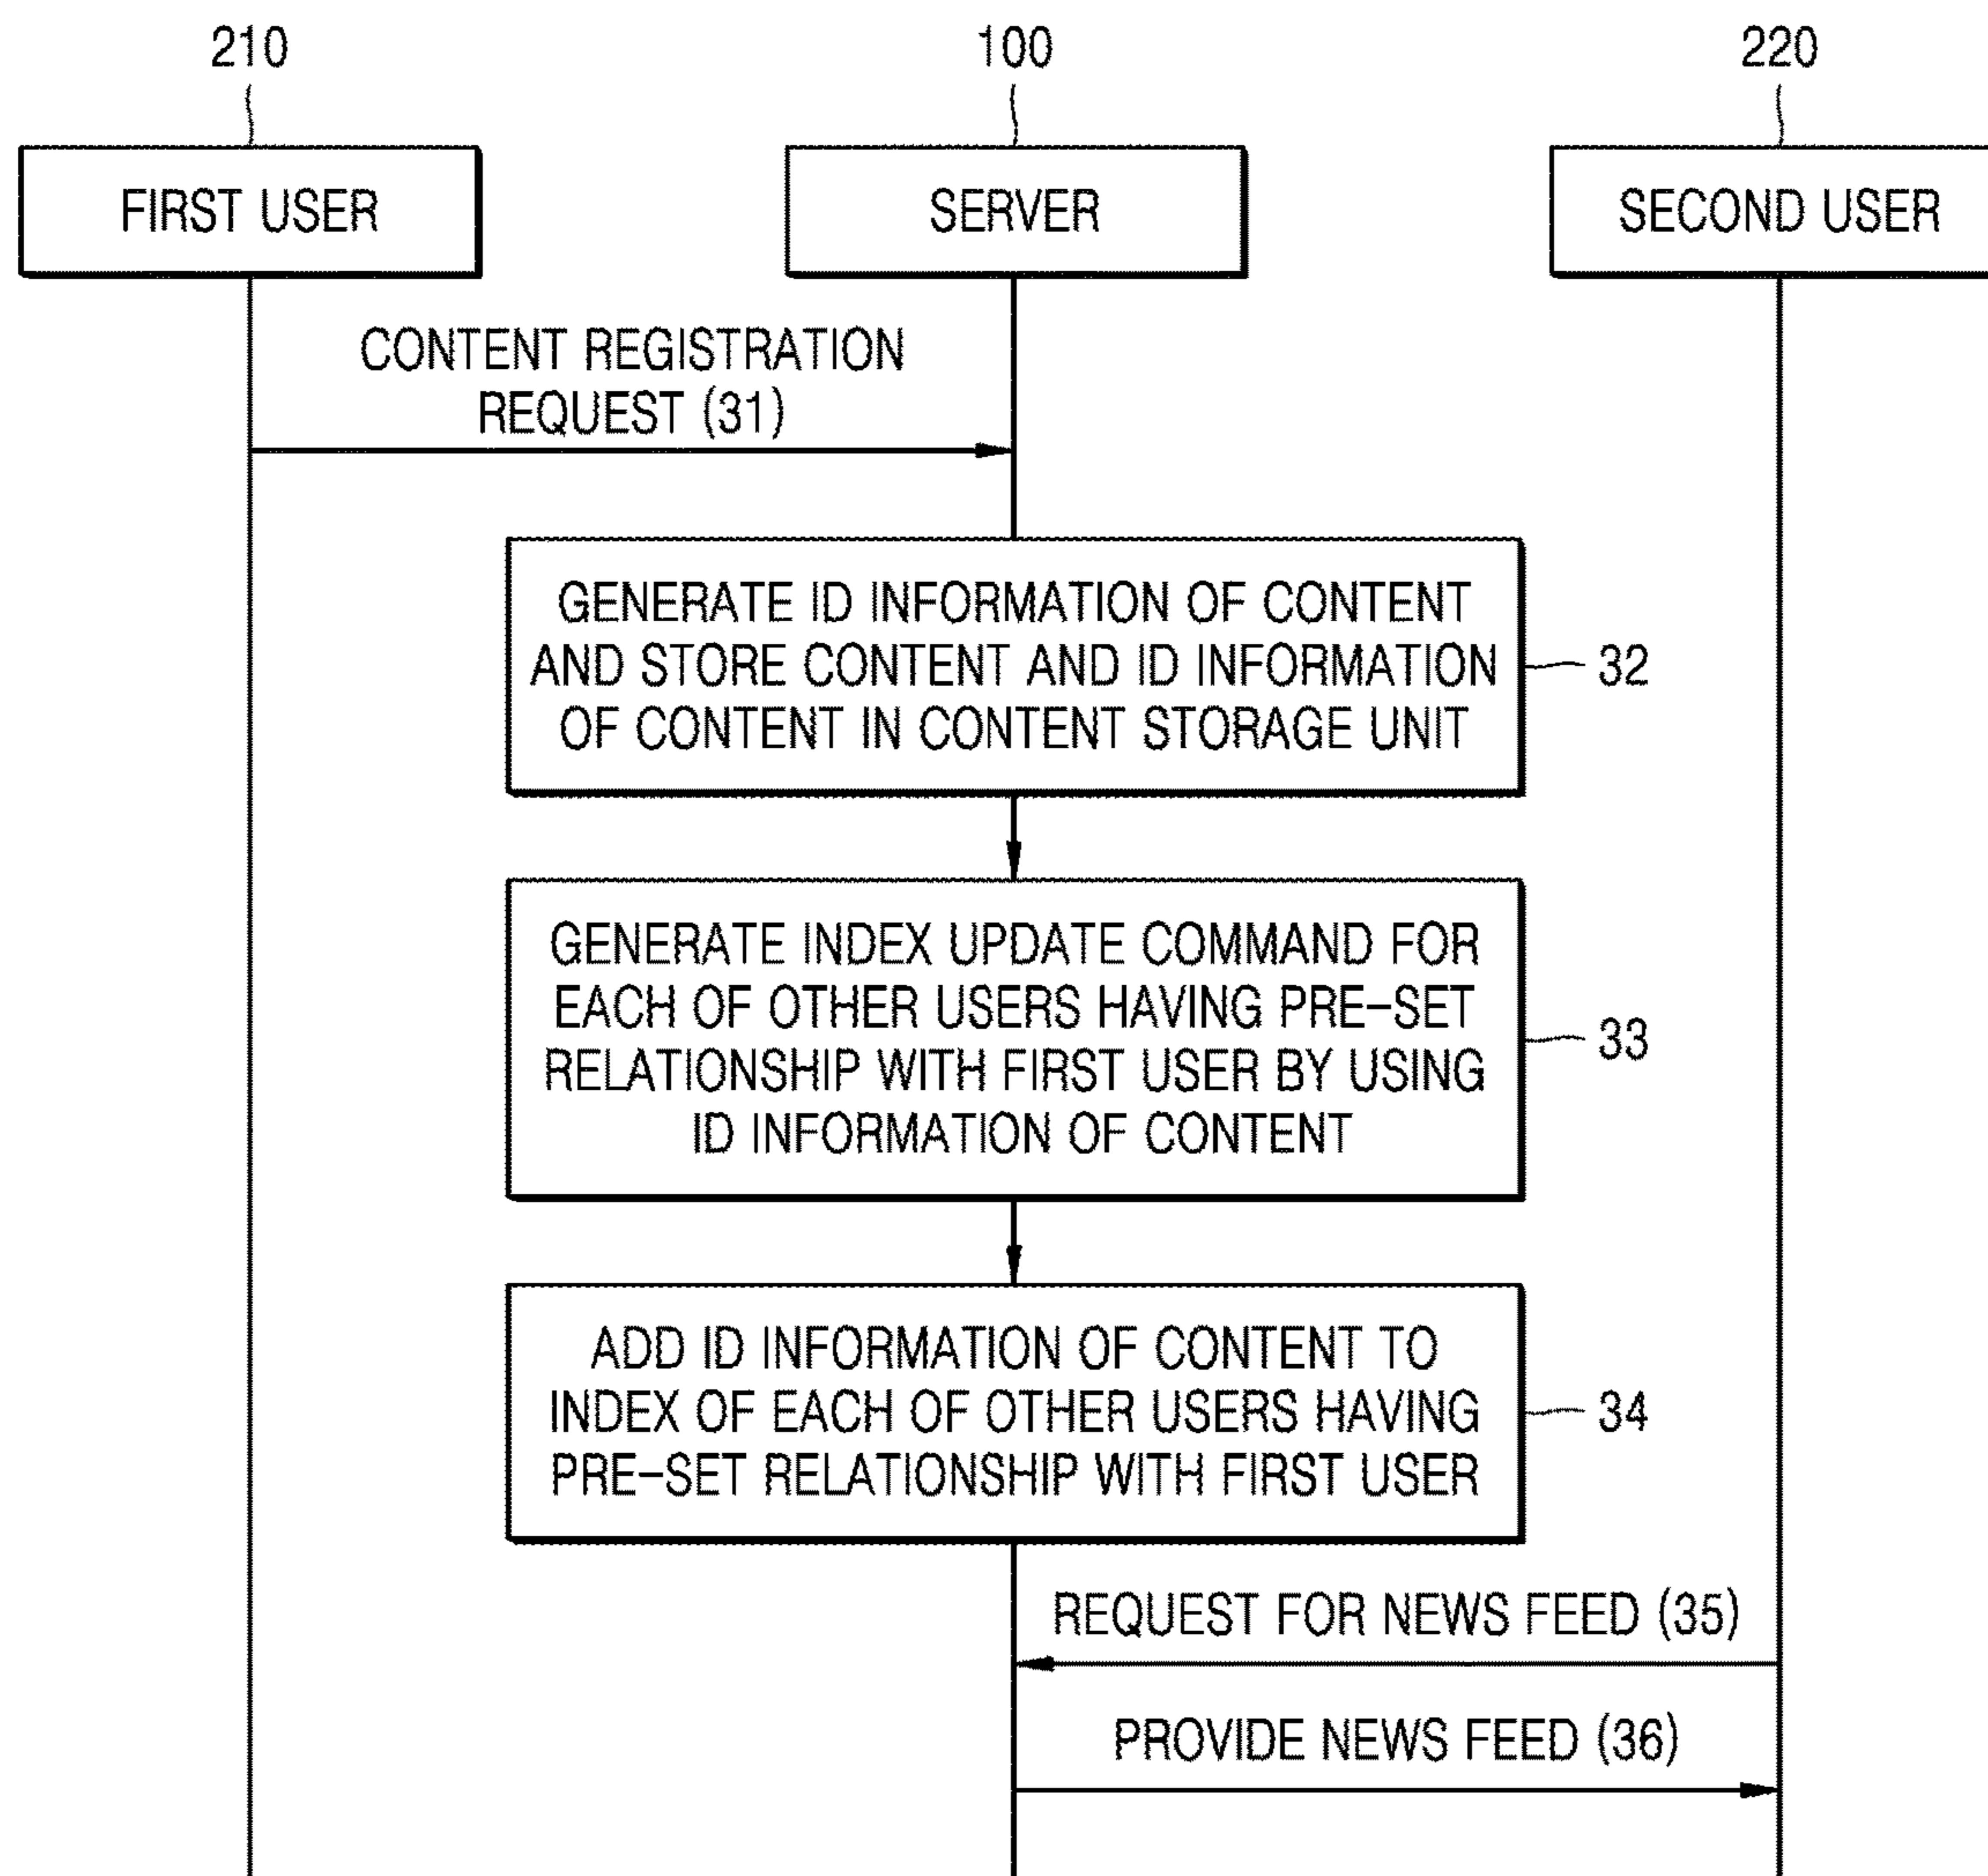 210
100
220
FIRST USER
SERVER
SECOND USER
CONTENT REGISTRATION
REQUEST (31)
GENERATE ID INFORMATION OF CONTENT
AND STORE CONTENT AND ID INFORMATION
OF CONTENT IN CONTENT STORAGE UNIT
32
GENERATE INDEX UPDATE COMMAND FOR
EACH OF OTHER USERS HAVING PRE-SET
RELATIONSHIP WITH FIRST USER BY USING
ID INFORMATION OF CONTENT
33
ADD ID INFORMATION OF CONTENT TO
INDEX OF EACH OF OTHER USERS HAVING
PRE-SET RELATIONSHIP WITH FIRST USER
34
REQUEST FOR NEWS FEED (35)
PROVIDE NEWS FEED (36)